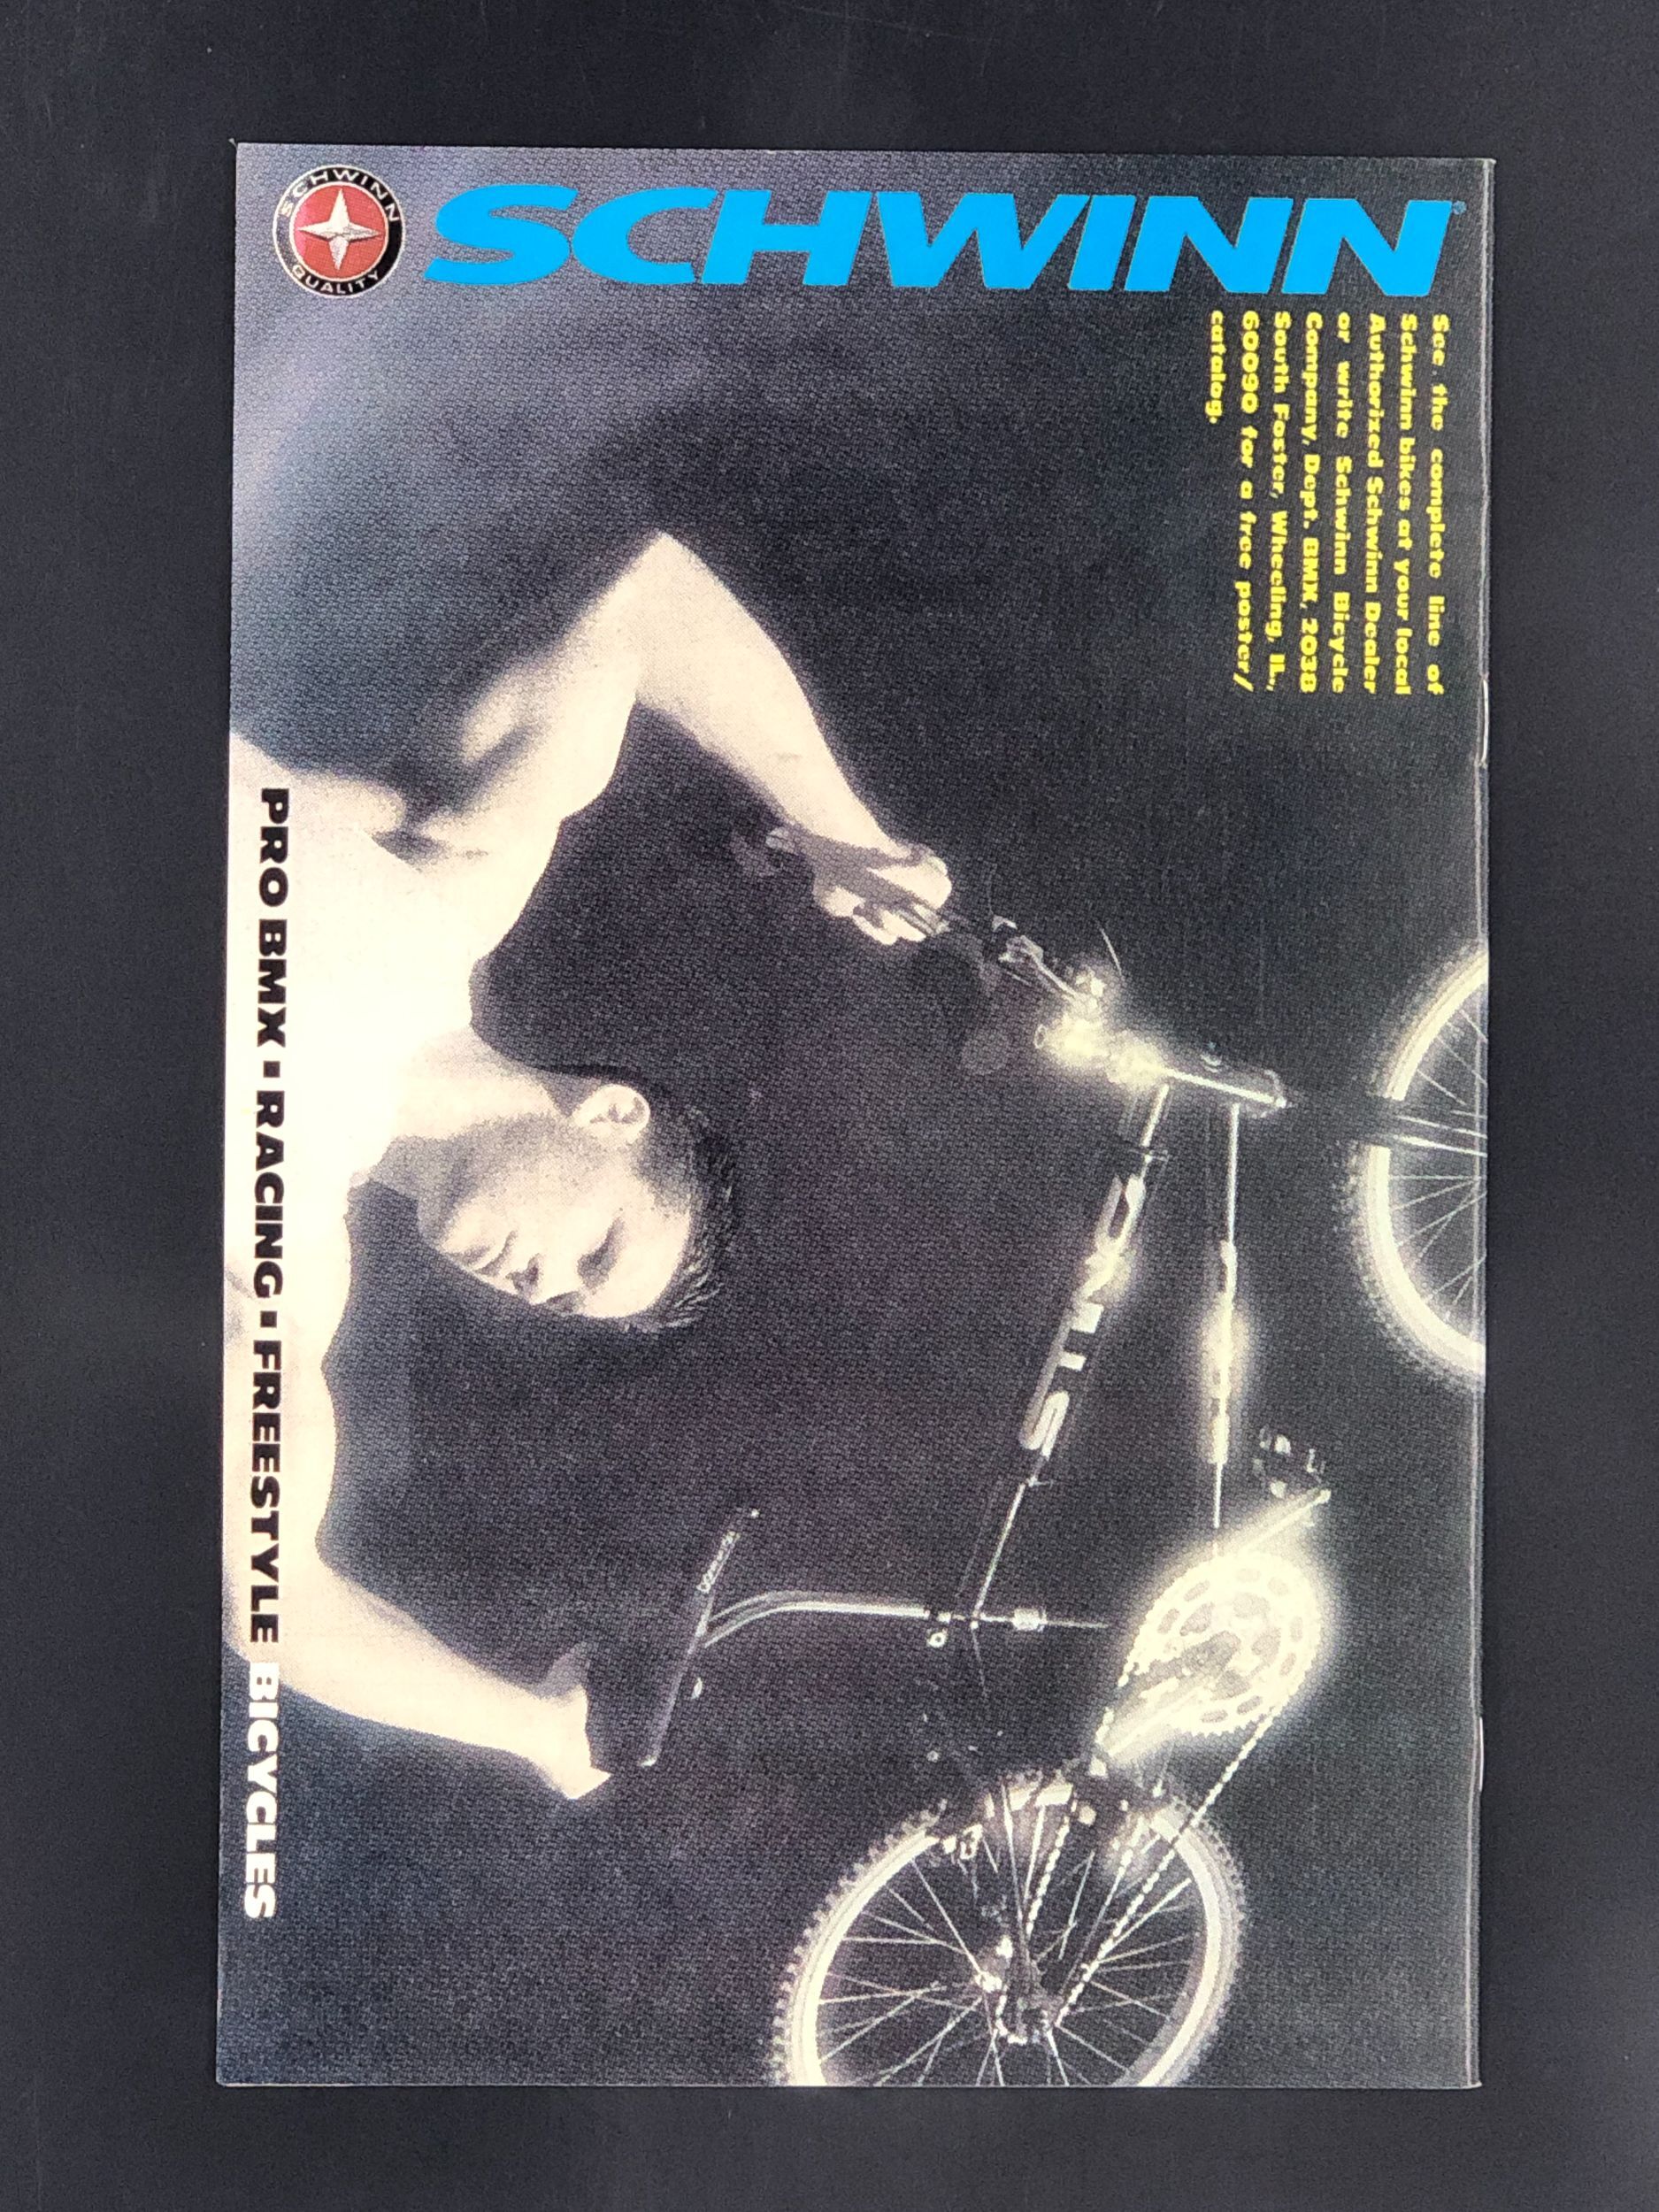 See the complete line of
Schwinn bikes at your local
Authorized Schwinn Dealer
or write Schwinn Bicycle
Company, Dept. BMX, 2038
South Foster, Wheeling, IL,
60090 for a free poster/
catalog.
SCHWINN®
SCHWINN
QUALITY
STING
PRO BMX ▪ RACING ▪ FREESTYLE BICYCLES